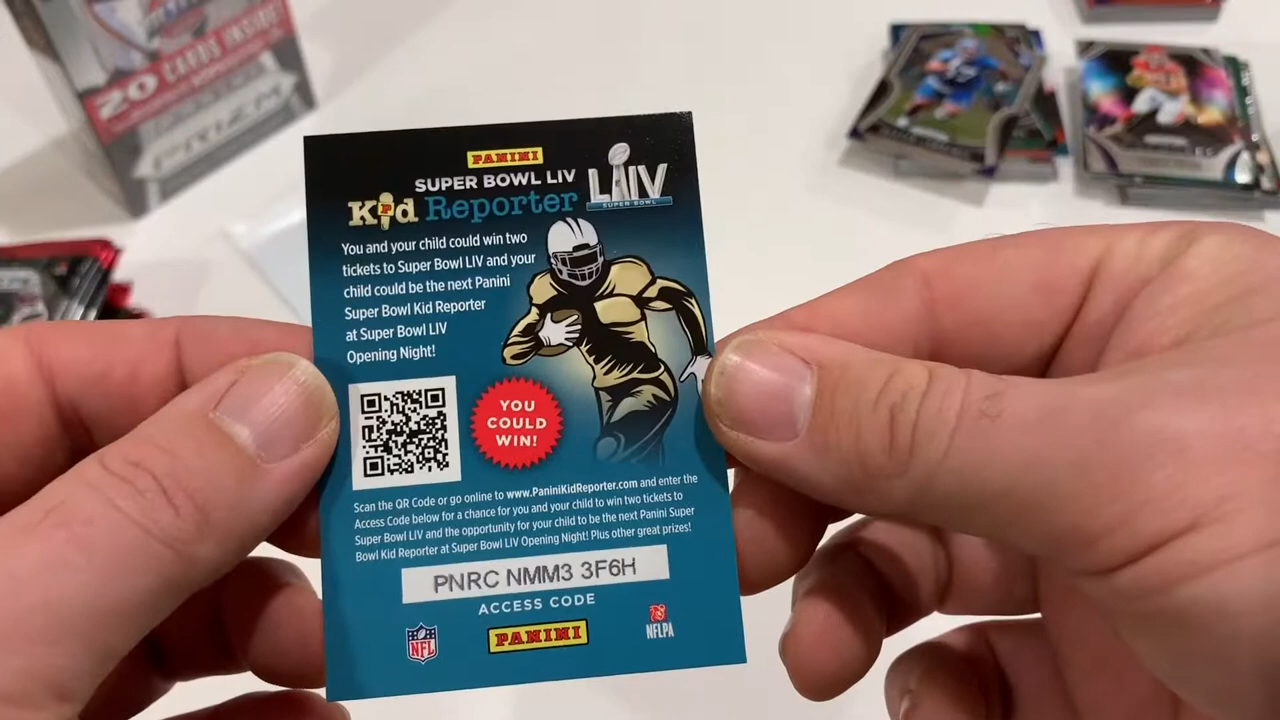 20 CARDS INSIDE!
PRIZM
PANINI
SUPER BOWL LIV
Kid Reporter
LIV
SUPER BOWL
You and your child could win two
tickets to Super Bowl LIV and your
child could be the next Panini
Super Bowl Kid Reporter
at Super Bowl LIV
Opening Night!
YOU
COULD
WIN!
Scan the QR Code or go online to www.PaniniKidReporter.com and enter the
Access Code below for a chance for you and your child to win two tickets to
Super Bowl LIV and the opportunity for your child to be the next Panini Super
Bowl Kid Reporter at Super Bowl LIV Opening Night! Plus other great prizes!
PNRC NMM3 3F6H
ACCESS CODE
NFL
PANINI
NFLPA